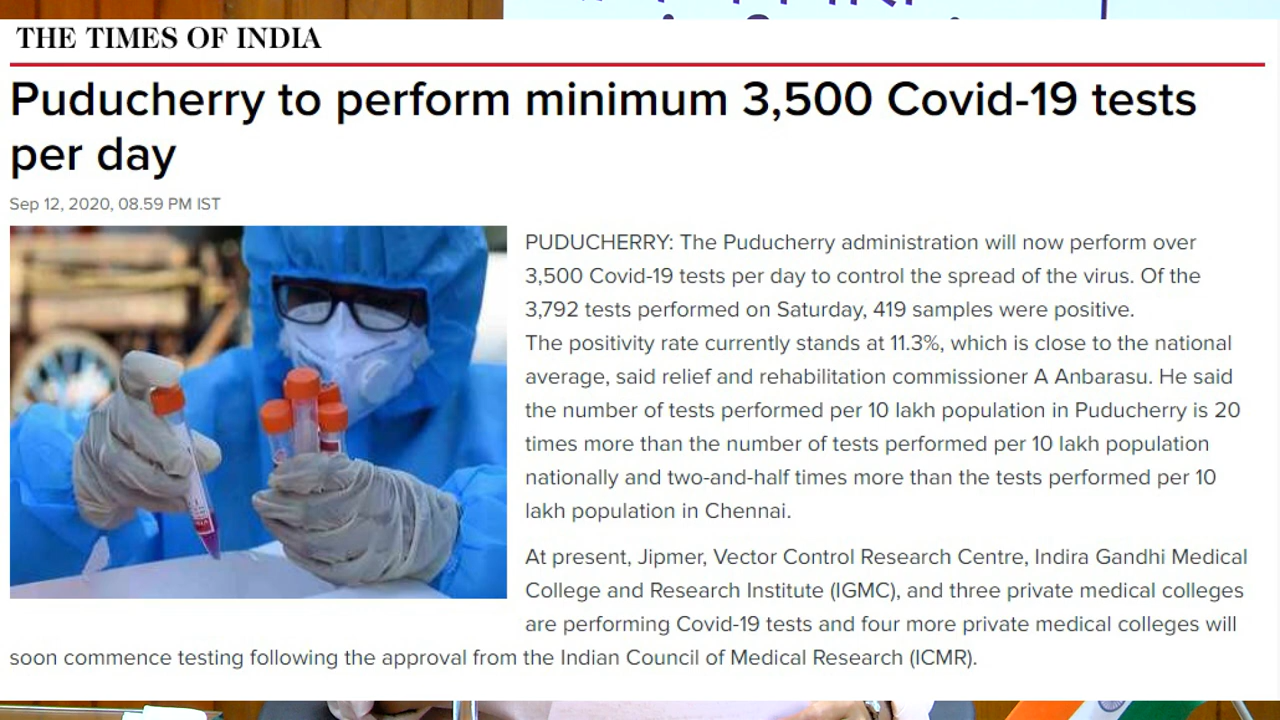 THE TIMES OF INDIA
Puducherry to perform minimum 3,500 Covid-19 tests
per day
Sep 12, 2020, 08.59 PM IST
PUDUCHERRY: The Puducherry administration will now perform over
3,500 Covid-19 tests per day to control the spread of the virus. Of the
3,792 tests performed on Saturday, 419 samples were positive.
The positivity rate currently stands at 11.3%, which is close to the national
average, said relief and rehabilitation commissioner A Anbarasu. He said
the number of tests performed per 10 lakh population in Puducherry is 20
times more than the number of tests performed per 10 lakh population
nationally and two-and-half times more than the tests performed per 10
lakh population in Chennai.
At present, Jipmer, Vector Control Research Centre, Indira Gandhi Medical
College and Research Institute (IGMC), and three private medical colleges
are performing Covid-19 tests and four more private medical colleges will
soon commence testing following the approval from the Indian Council of Medical Research (ICMR).